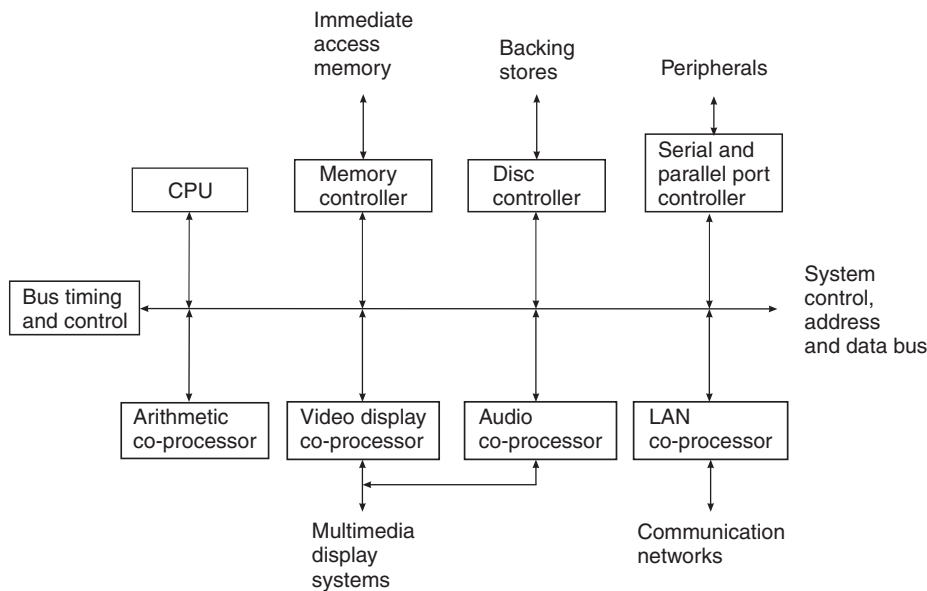 Immediate
access
memory
Backing
stores
Peripherals
CPU
Memory
controller
Disc
controller
Serial and
parallel port
controller
Bus timing
and control
System
control,
address
and data bus
Arithmetic
co-processor
Video display
co-processor
Audio
co-processor
LAN
co-processor
Multimedia
display
systems
Communication
networks